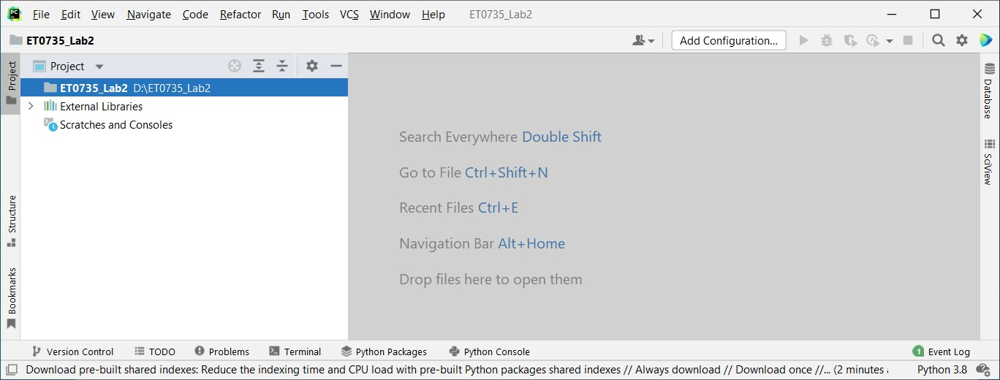 PC File Edit View Navigate Code Refactor Run Tools VCS Window Help ET0735_Lab2
ET0735_Lab2 Add Configuration...
Project
Project
ET0735_Lab2 D:\ET0735_Lab2
External Libraries
Scratches and Consoles
Structure
Bookmarks
Search Everywhere Double Shift
Go to File Ctrl+Shift+N
Recent Files Ctrl+E
Navigation Bar Alt+Home
Drop files here to open them
Database
SciView
Version Control TODO Problems Terminal Python Packages Python Console 1 Event Log
Download pre-built shared indexes: Reduce the indexing time and CPU load with pre-built Python packages shared indexes // Always download // Download once //... (2 minutes a Python 3.8